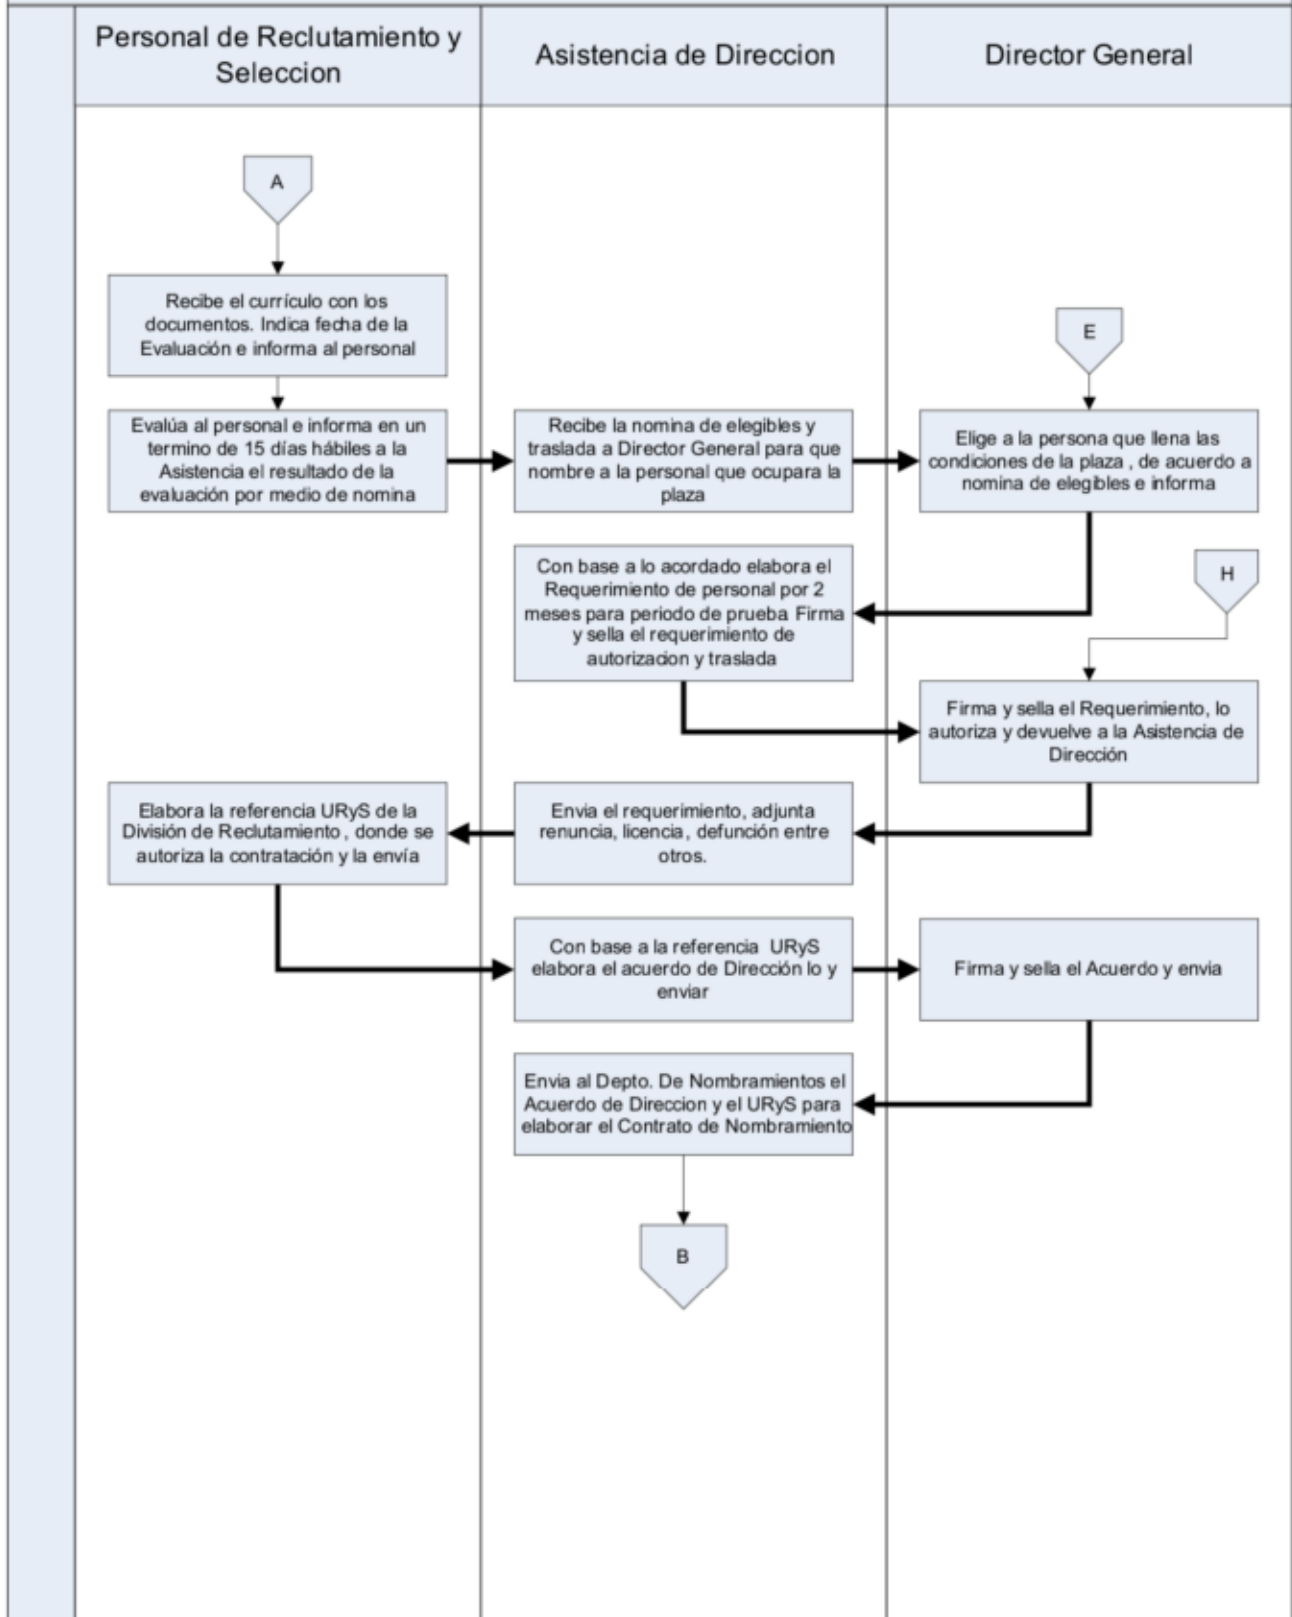 Personal de Reclutamiento y
Seleccion
Asistencia de Direccion
Director General
A
Recibe el currículo con los
documentos. Indica fecha de la
Evaluación e informa al personal
E
Evalúa al personal e informa en un
termino de 15 días hábiles a la
Asistencia el resultado de la
evaluación por medio de nomina
Recibe la nomina de elegibles y
traslada a Director General para que
nombre a la personal que ocupara la
plaza
Elige a la persona que llena las
condiciones de la plaza , de acuerdo a
nomina de elegibles e informa
Con base a lo acordado elabora el
Requerimiento de personal por 2
meses para periodo de prueba Firma
y sella el requerimiento de
autorizacion y traslada
H
Firma y sella el Requerimiento, lo
autoriza y devuelve a la Asistencia de
Dirección
Elabora la referencia URyS de la
División de Reclutamiento , donde se
autoriza la contratación y la envía
Envia el requerimiento, adjunta
renuncia, licencia, defunción entre
otros.
Con base a la referencia URyS
elabora el acuerdo de Dirección lo y
enviar
Firma y sella el Acuerdo y envia
Envia al Depto. De Nombramientos el
Acuerdo de Direccion y el URyS para
elaborar el Contrato de Nombramiento
B